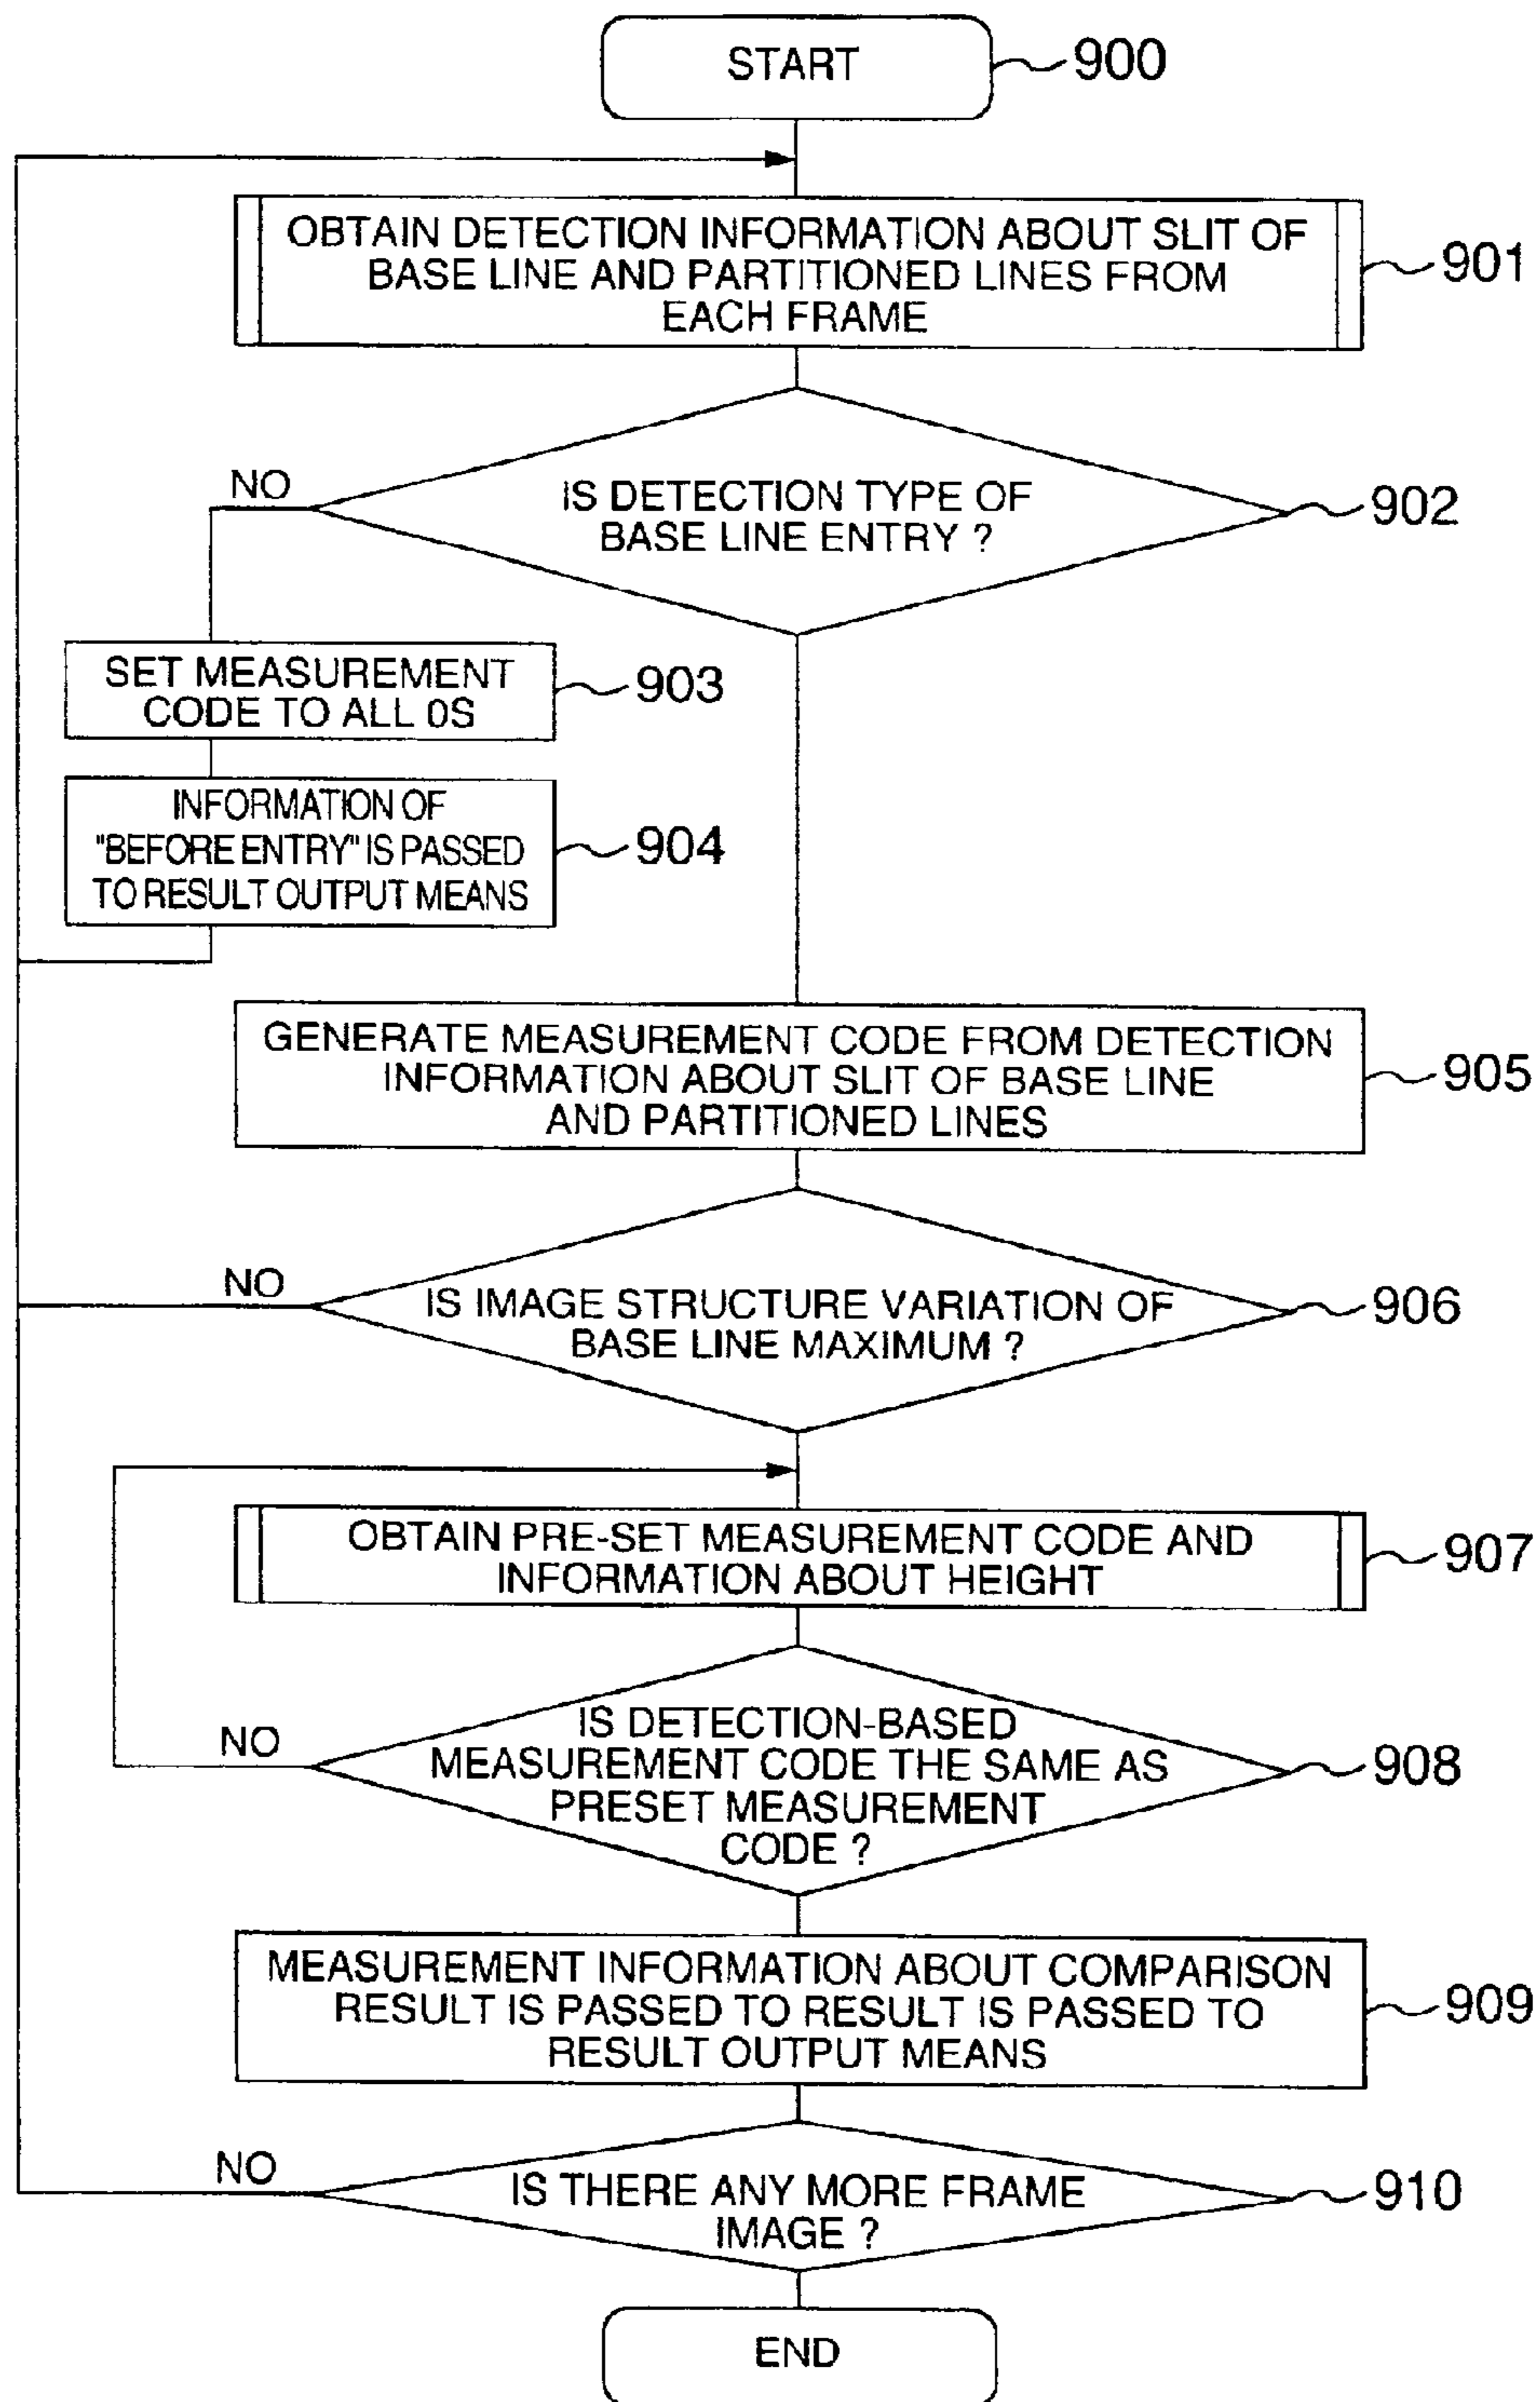 START
900
OBTAIN DETECTION INFORMATION ABOUT SLIT OF
BASE LINE AND PARTITIONED LINES FROM
EACH FRAME
901
NO
IS DETECTION TYPE OF
BASE LINE ENTRY ?
902
SET MEASUREMENT
CODE TO ALL 0S
903
INFORMATION OF
"BEFORE ENTRY" IS PASSED
TO RESULT OUTPUT MEANS
904
GENERATE MEASUREMENT CODE FROM DETECTION
INFORMATION ABOUT SLIT OF BASE LINE
AND PARTITIONED LINES
905
NO
IS IMAGE STRUCTURE VARIATION OF
BASE LINE MAXIMUM ?
906
OBTAIN PRE-SET MEASUREMENT CODE AND
INFORMATION ABOUT HEIGHT
907
NO
IS DETECTION-BASED
MEASUREMENT CODE THE SAME AS
PRESET MEASUREMENT
CODE ?
908
MEASUREMENT INFORMATION ABOUT COMPARISON
RESULT IS PASSED TO RESULT IS PASSED TO
RESULT OUTPUT MEANS
909
NO
IS THERE ANY MORE FRAME
IMAGE ?
910
END